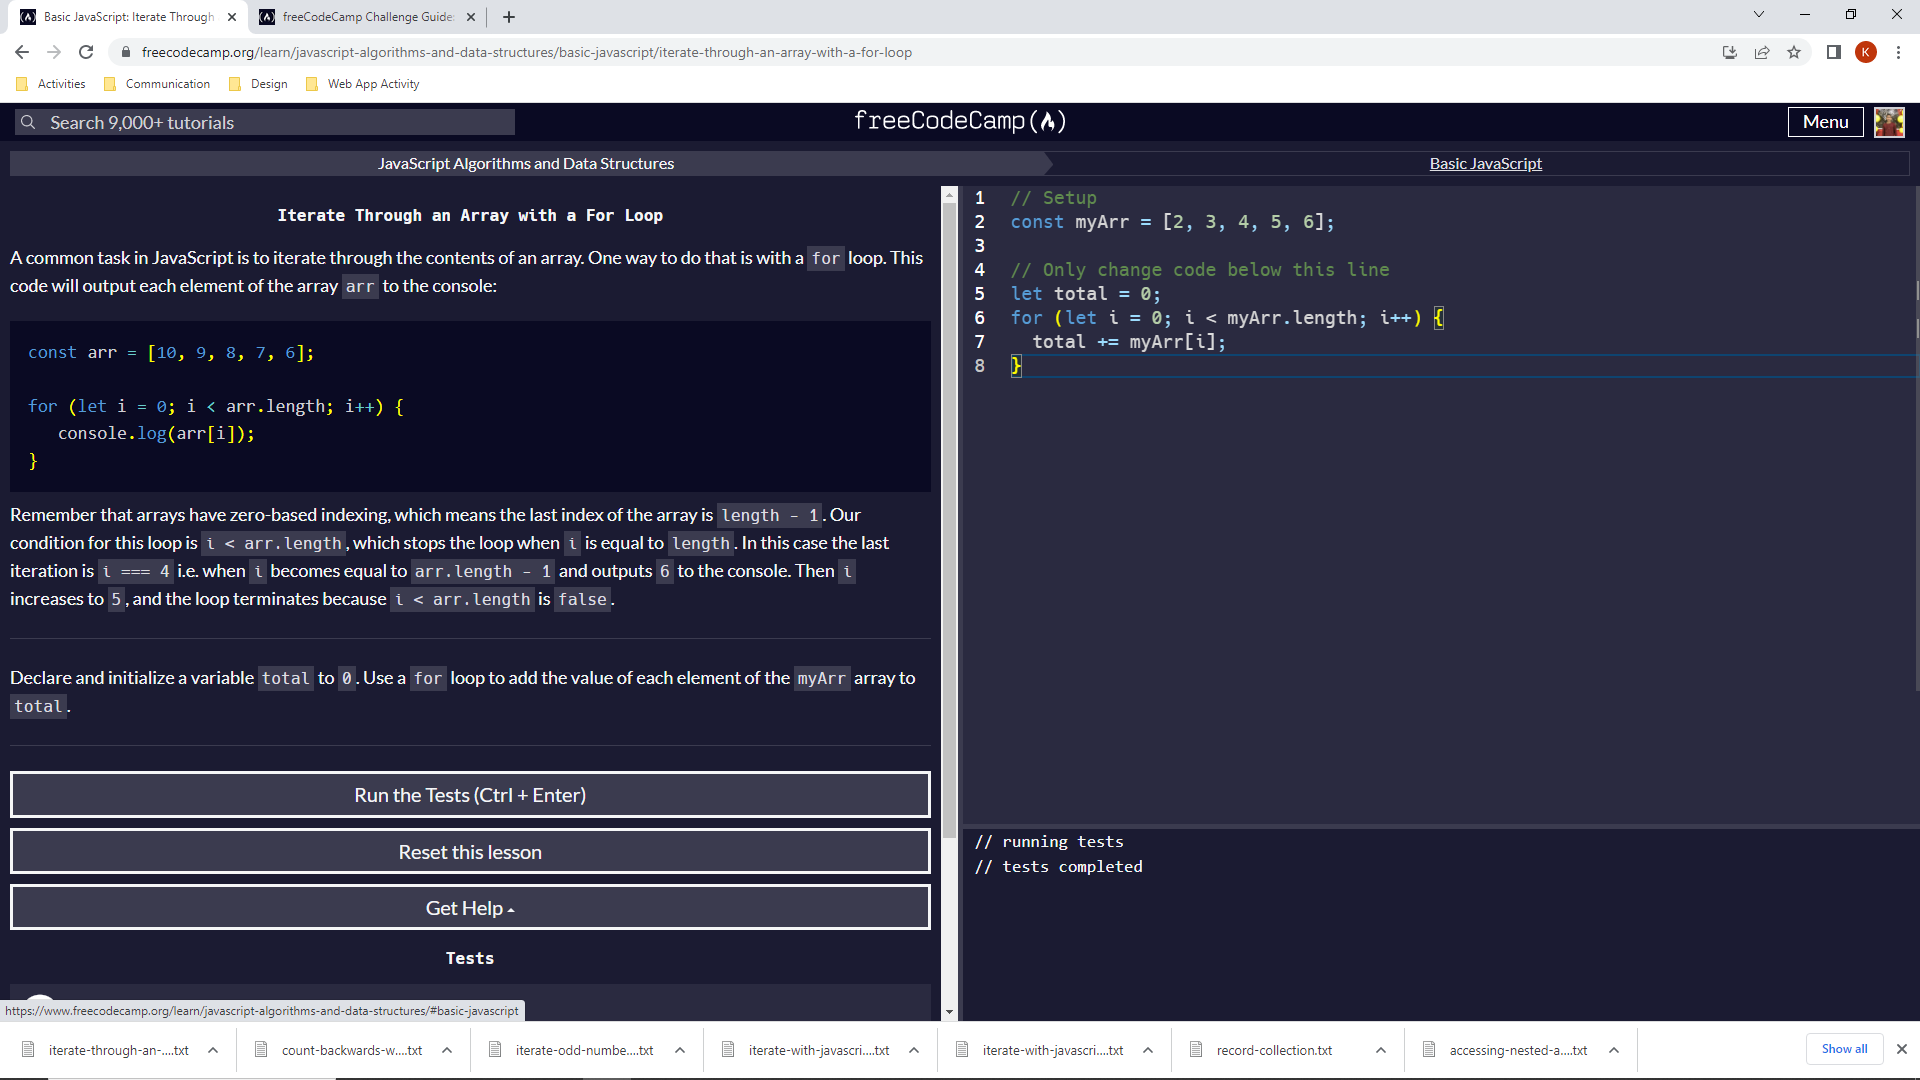 Basic JavaScript: Iterate Through
freeCodeCamp Challenge Guide:
freecodecamp.org/learn/javascript-algorithms-and-data-structures/basic-javascript/iterate-through-an-array-with-a-for-loop
K
Activities
Communication
Design
Web App Activity
Search 9,000+ tutorials
freeCodeCamp
Menu
JavaScript Algorithms and Data Structures
Basic JavaScript
Iterate Through an Array with a For Loop
A common task in JavaScript is to iterate through the contents of an array. One way to do that is with a for loop. This
code will output each element of the array arr to the console:
const arr = [10, 9, 8, 7, 6];
for (let i = 0; i < arr.length; i++) {
console.log(arr[i]);
}
Remember that arrays have zero-based indexing, which means the last index of the array is length - 1. Our
condition for this loop is i < arr.length, which stops the loop when i is equal to length. In this case the last
iteration is i === 4 i.e. when i becomes equal to arr.length - 1 and outputs 6 to the console. Then i
increases to 5, and the loop terminates because i < arr.length is false.
Declare and initialize a variable total to 0. Use a for loop to add the value of each element of the myArr array to
total.
Run the Tests (Ctrl + Enter)
Reset this lesson
Get Help
Tests
1 // Setup
2 const myArr = [2, 3, 4, 5, 6];
3
4 // Only change code below this line
5 let total = 0;
6 for (let i = 0; i < myArr.length; i++) {
7 total += myArr[i];
8 }
// running tests
// tests completed
https://www.freecodecamp.org/learn/javascript-algorithms-and-data-structures/#basic-javascript
iterate-through-an-....txt
count-backwards-w....txt
iterate-odd-numbe....txt
iterate-with-javascri....txt
iterate-with-javascri....txt
record-collection.txt
accessing-nested-a....txt
Show all